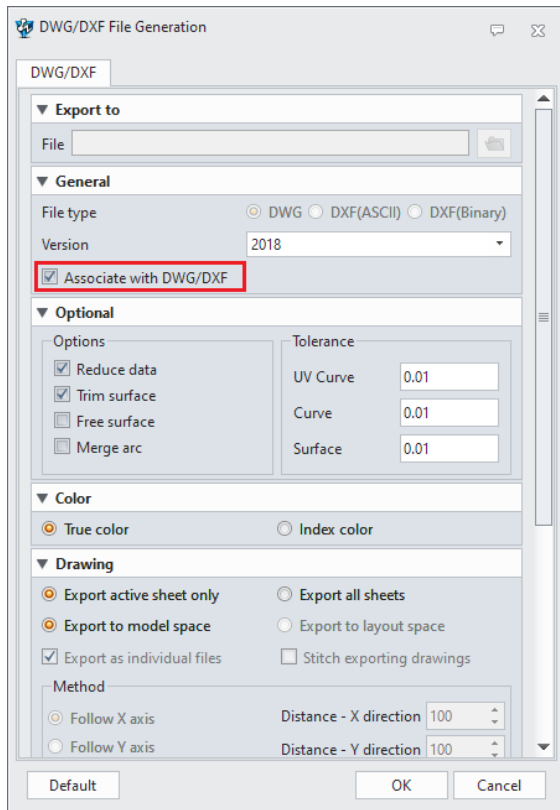 DWG/DXF File Generation
DWG/DXF
Export to
File
General
File type DWG DXF(ASCII) DXF(Binary)
Version 2018
Associate with DWG/DXF
Optional
Options Tolerance
Reduce data UV Curve 0.01
Trim surface
Free surface Curve 0.01
Merge arc Surface 0.01
Color
True color Index color
Drawing
Export active sheet only Export all sheets
Export to model space Export to layout space
Export as individual files Stitch exporting drawings
Method
Follow X axis Distance - X direction 100
Follow Y axis Distance - Y direction 100
Default OK Cancel